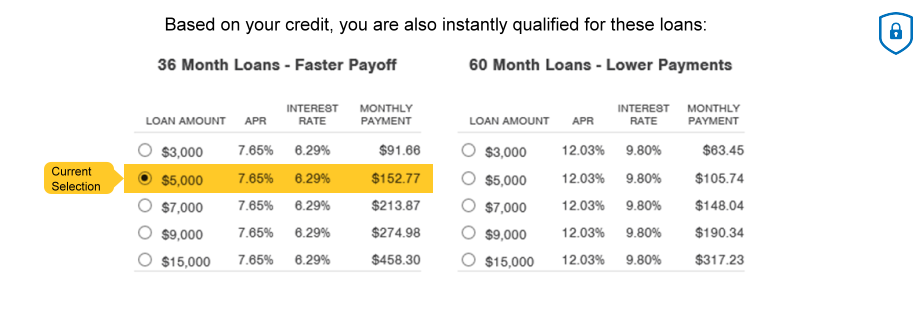 Based on your credit, you are also instantly qualified for these loans:
36 Month Loans - Faster Payoff
LOAN AMOUNT APR INTEREST RATE MONTHLY PAYMENT
$3,000 7.65% 6.29% $91.66
Current Selection
$5,000 7.65% 6.29% $152.77
$7,000 7.65% 6.29% $213.87
$9,000 7.65% 6.29% $274.98
$15,000 7.65% 6.29% $458.30
60 Month Loans - Lower Payments
LOAN AMOUNT APR INTEREST RATE MONTHLY PAYMENT
$3,000 12.03% 9.80% $63.45
$5,000 12.03% 9.80% $105.74
$7,000 12.03% 9.80% $148.04
$9,000 12.03% 9.80% $190.34
$15,000 12.03% 9.80% $317.23